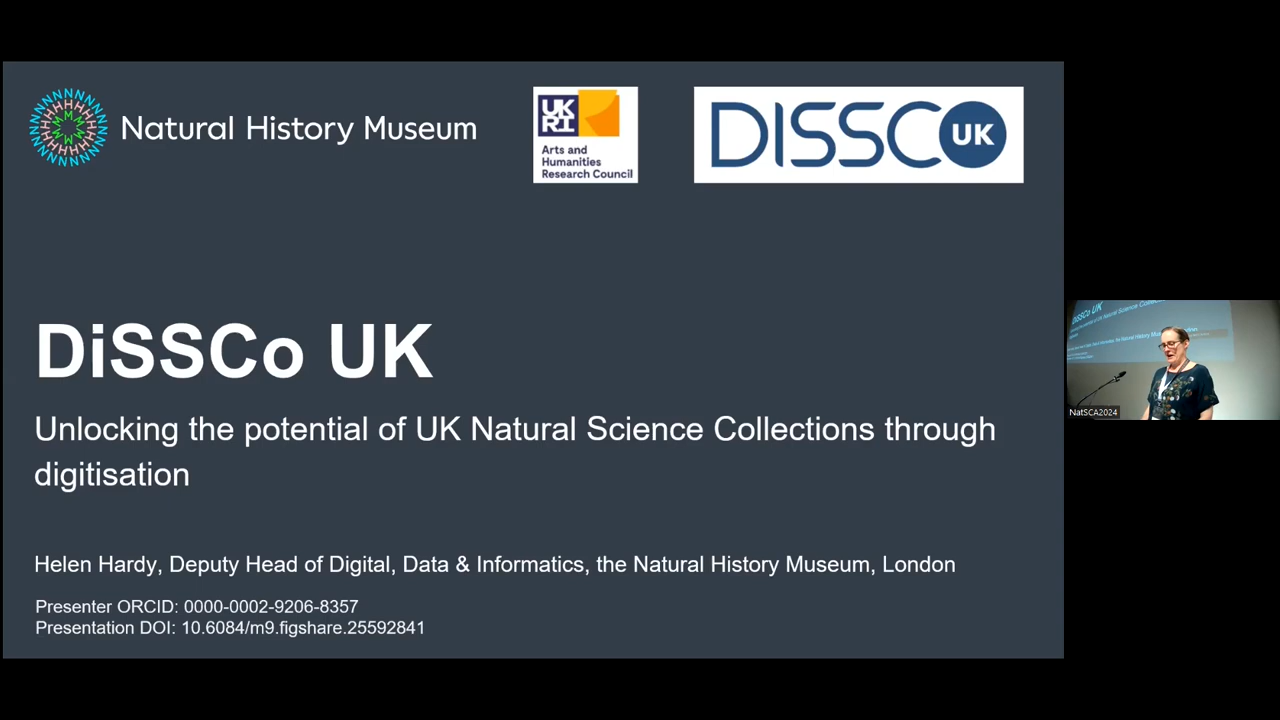 Natural History Museum
UK
RI
Arts and
Humanities
Research Council
DISSCO UK
DiSSCo UK
Unlocking the potential of UK Natural Science Collections through
digitisation
Helen Hardy, Deputy Head of Digital, Data & Informatics, the Natural History Museum, London
Presenter ORCID: 0000-0002-9206-8357
Presentation DOI: 10.6084/m9.figshare.25592841
DiSSCo UK
NatSCA2024